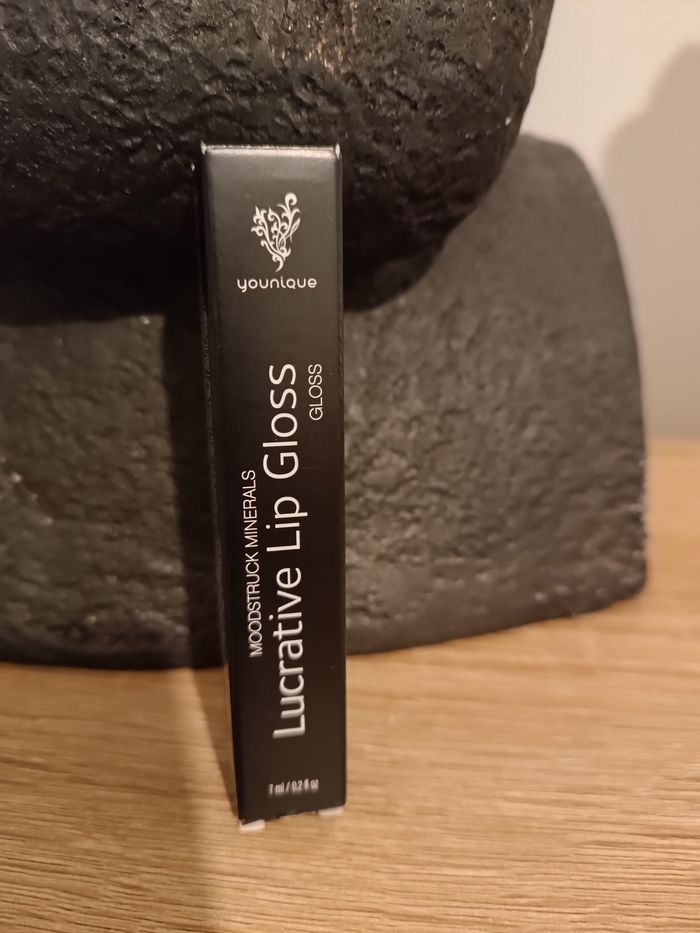 younique
MOODSTRUCK MINERALS
Lucrative Lip Gloss
GLOSS
7 ml / 0.2 fl oz